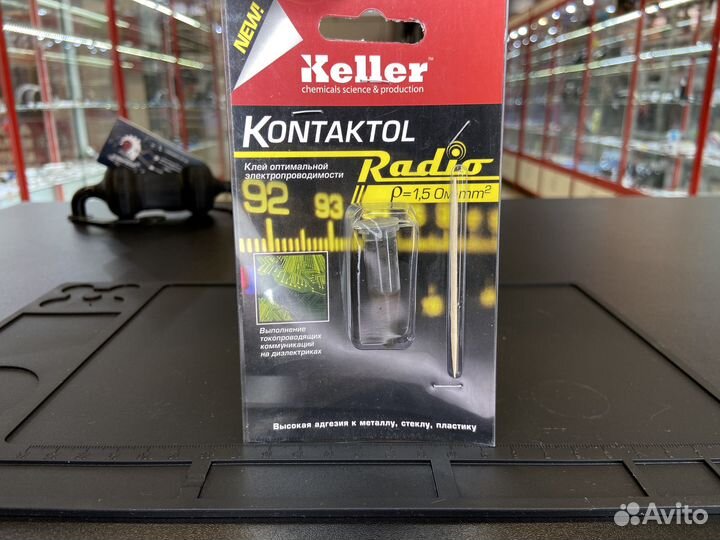 NEW!
Keller™
chemicals science & production
KONTAKTOL
Клей оптимальной
электропроводимости
Radio
ρ=1,5 Ом•mm²
92
93
Выполнение
токопроводящих
коммуникаций
на диэлектриках
Высокая адгезия к металлу, стеклу, пластику
Avito